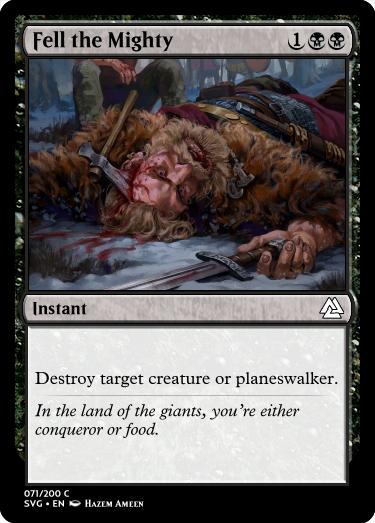 Fell the Mighty 1
Instant
Destroy target creature or planeswalker.
In the land of the giants, you're either
conqueror or food.
071/200 C
SVG • EN Hazem Ameen